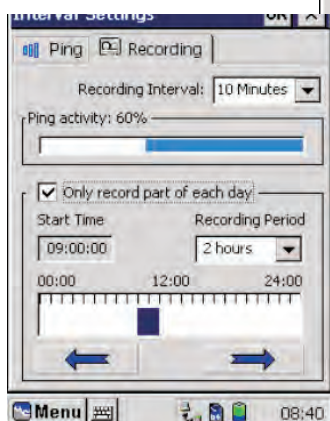 Interval Settings OK ×
Ping Recording
Recording Interval: 10 Minutes
Ping activity: 60%
Only record part of each day
Start Time Recording Period
09:00:00 2 hours
00:00 12:00 24:00
Menu 08:40